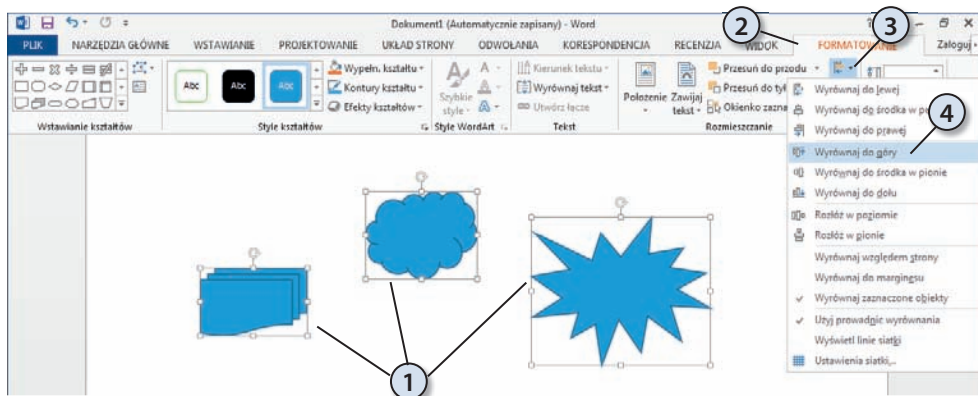 Dokument1 (Automatycznie zapisany) - Word
PLIK NARZĘDZIA GŁÓWNE WSTAWIANIE PROJEKTOWANIE UKŁAD STRONY ODWOŁANIA KORESPONDENCJA RECENZJA WIDOK FORMATOWANIE Zaloguj
2
3
Abc Abc Abc
Wypełn. kształtu
Kontury kształtu
Efekty kształtów
Szybkie
style
Kierunek tekstu
Wyrównaj tekst
Utwórz łącze
Położenie
Zawijaj
tekst
Przesuń do przodu
Przesuń do tył
Okienko zazna
Wstawianie kształtów Style kształtów Style WordArt Tekst Rozmieszczanie
Wyrównaj do lewej
Wyrównaj do środka w p
Wyrównaj do prawej
4
Wyrównaj do góry
Wyrównaj do środka w pionie
Wyrównaj do dołu
Rozłóż w poziomie
Rozłóż w pionie
Wyrównaj względem strony
Wyrównaj do marginesu
Wyrównaj zaznaczone obiekty
Użyj prowadnic wyrównania
Wyświetl linie siatki
Ustawienia siatki...
1